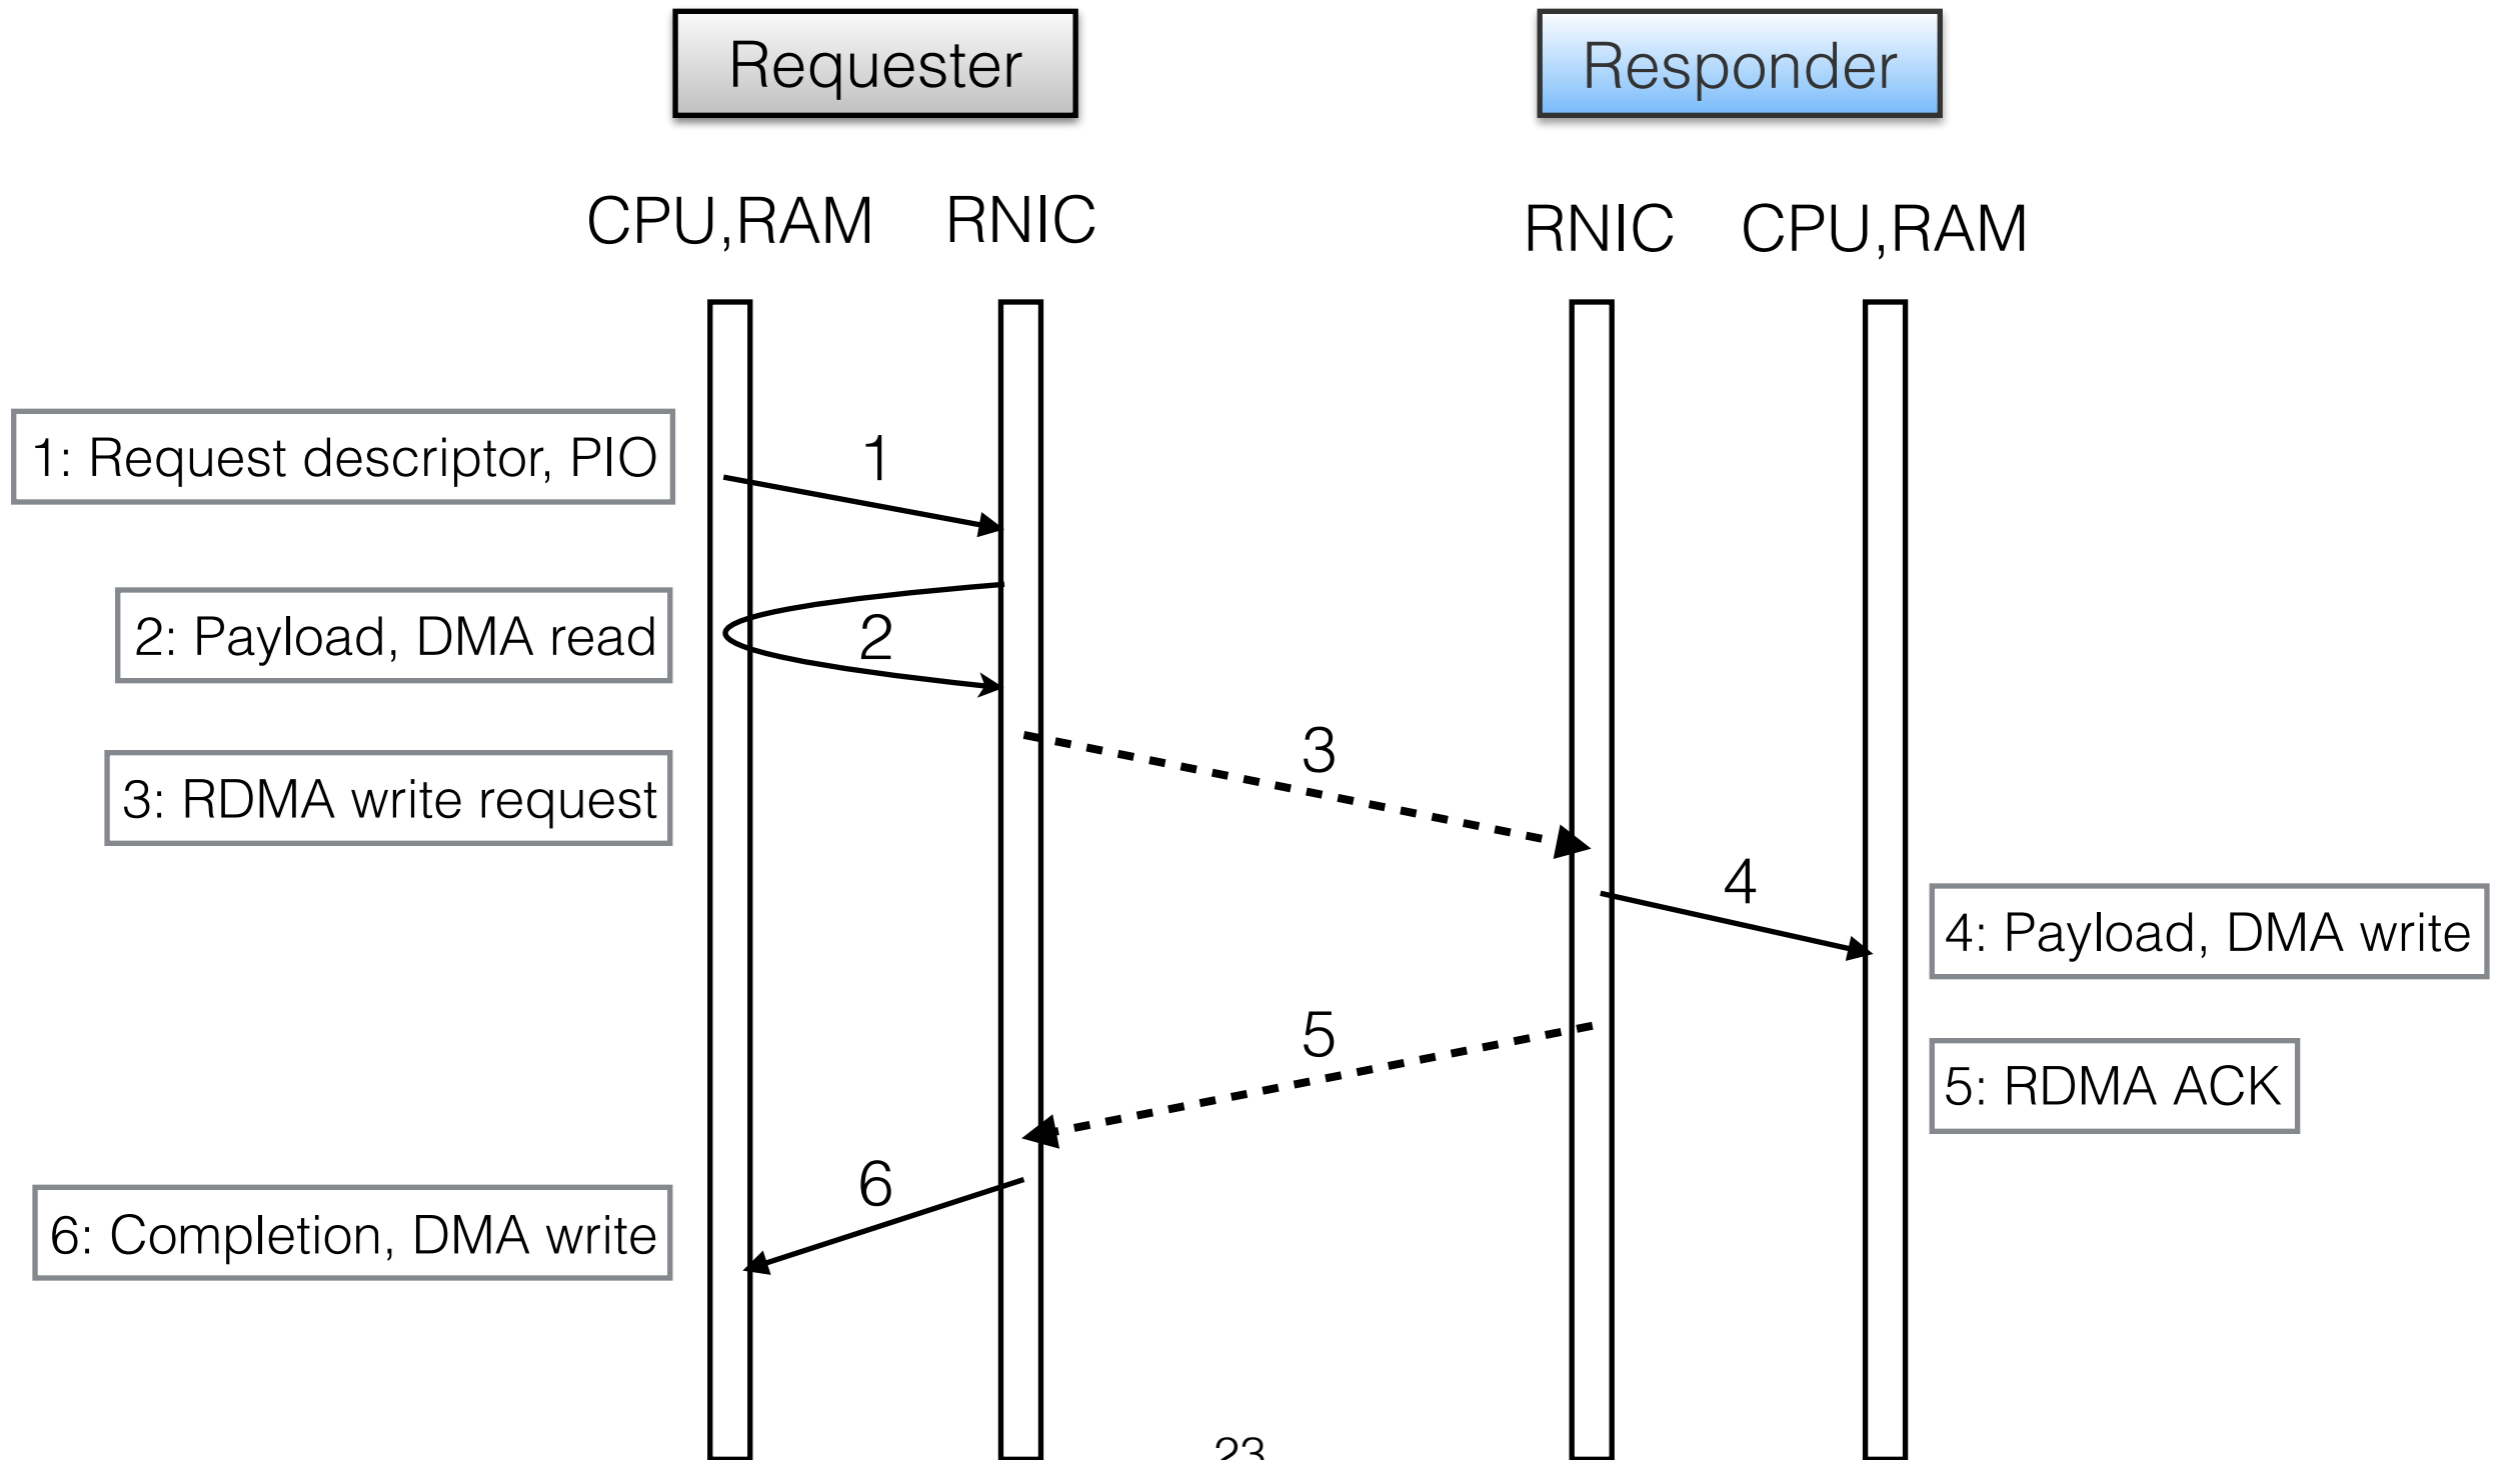 Requester
Responder
CPU,RAM
RNIC
RNIC
CPU,RAM
1: Request descriptor, PIO
1
2: Payload, DMA read
2
3
3: RDMA write request
4
4: Payload, DMA write
5
5: RDMA ACK
6
6: Completion, DMA write
23